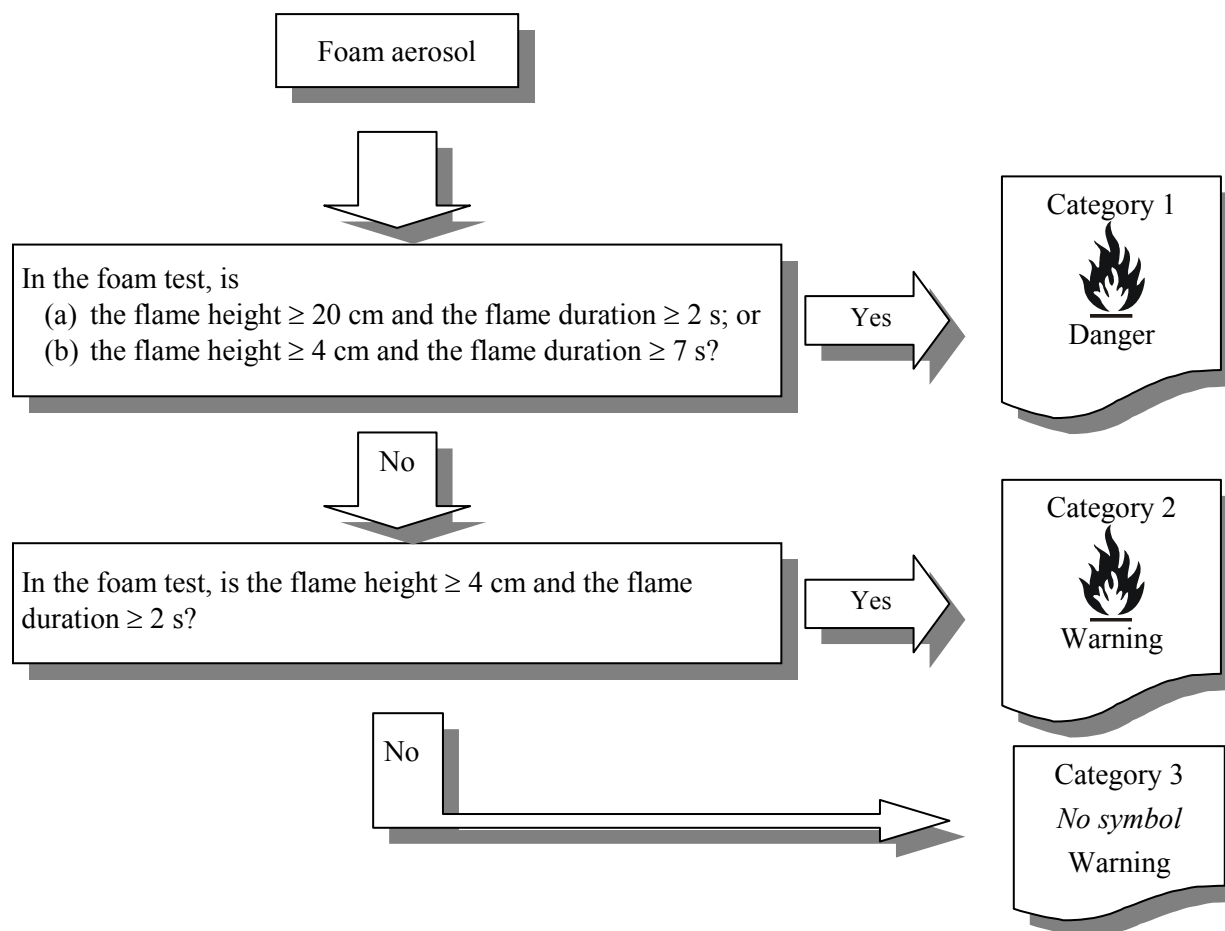 Foam aerosol
In the foam test, is
(a) the flame height ≥ 20 cm and the flame duration ≥ 2 s; or
(b) the flame height ≥ 4 cm and the flame duration ≥ 7 s?
Yes
Category 1
Danger
No
In the foam test, is the flame height ≥ 4 cm and the flame
duration ≥ 2 s?
Yes
Category 2
Warning
No
Category 3
No symbol
Warning